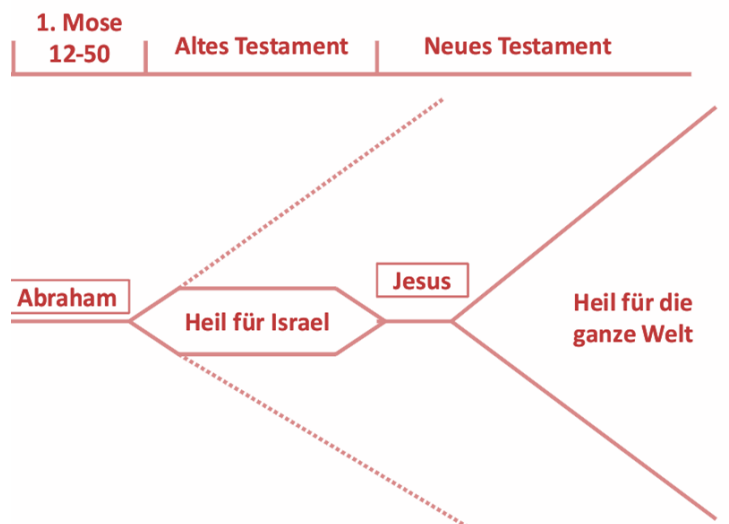 1. Mose
12-50
Altes Testament
Neues Testament
Abraham
Heil für Israel
Jesus
Heil für die
ganze Welt